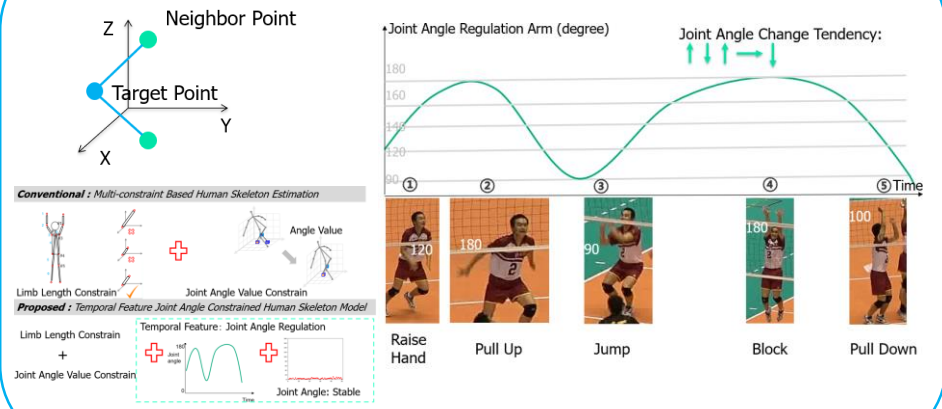 Neighbor Point
Z
Target Point
Y
X
Conventional : Multi-constraint Based Human Skeleton Estimation
Angle Value
Limb Length Constrain
Joint Angle Value Constrain
Proposed : Temporal Feature Joint Angle Constrained Human Skeleton Model
Limb Length Constrain
+
Joint Angle Value Constrain
Temporal Feature: Joint Angle Regulation
180
Joint
angle
0
Time
Joint Angle: Stable
Joint Angle Regulation Arm (degree)
Joint Angle Change Tendency:
180
160
140
120
90
① ② ③ ④ ⑤ Time
120
180
2
90
2
180
2
100
2
Raise
Hand
Pull Up
Jump
Block
Pull Down